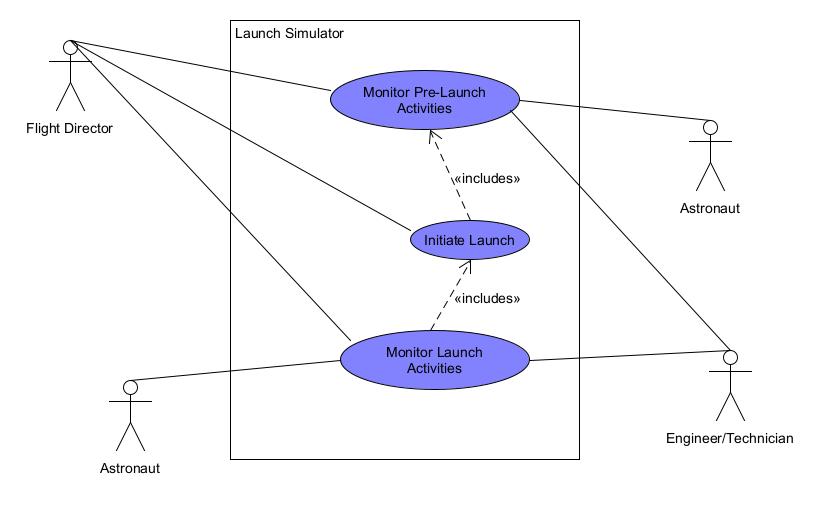 Launch Simulator
Monitor Pre-Launch
Activities
Flight Director
«includes»
Astronaut
Initiate Launch
«includes»
Monitor Launch
Activities
Engineer/Technician
Astronaut